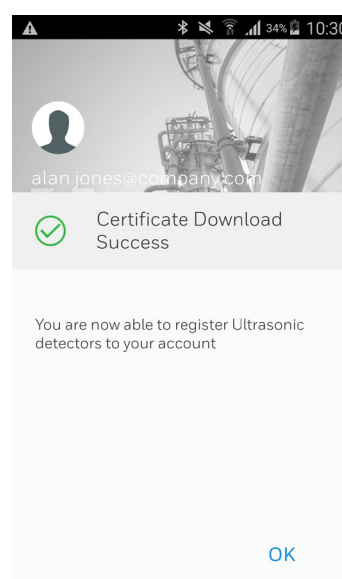 34% 10:30
alan.jones@company.com
Certificate Download
Success
You are now able to register Ultrasonic
detectors to your account
OK